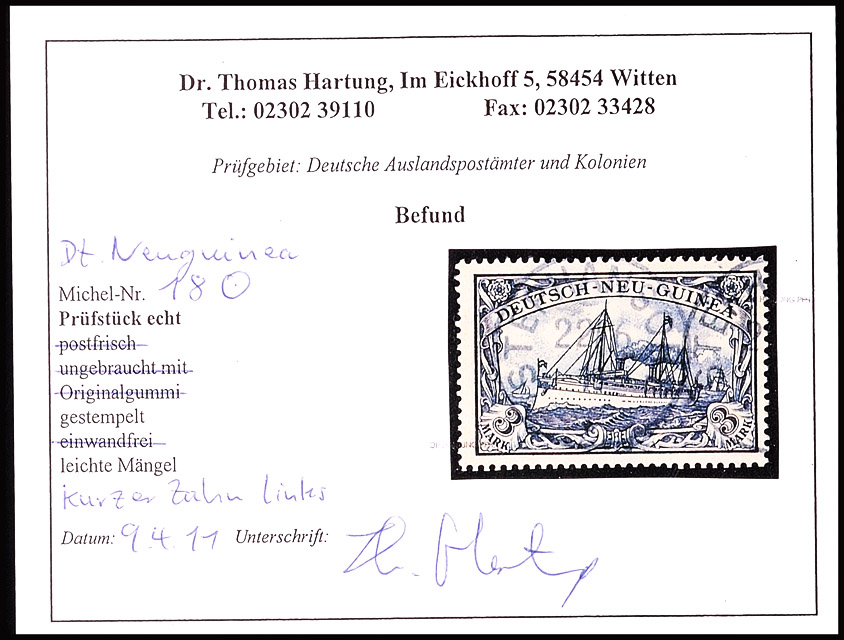 Dr. Thomas Hartung, Im Eickhoff 5, 58454 Witten
Tel.: 02302 39110 Fax: 02302 33428
Prüfgebiet: Deutsche Auslandspostämter und Kolonien
Befund
Dt. Neuguinea
Michel-Nr. 18 O
Prüfstück echt
postfrisch
ungebraucht mit
Originalgummi
gestempelt
einwandfrei
leichte Mängel
kurzer Zahn links
Datum: 9.4.11 Unterschrift: Th. Hartung
DEUTSCH-NEU-GUINEA
3 MARK 3 MARK